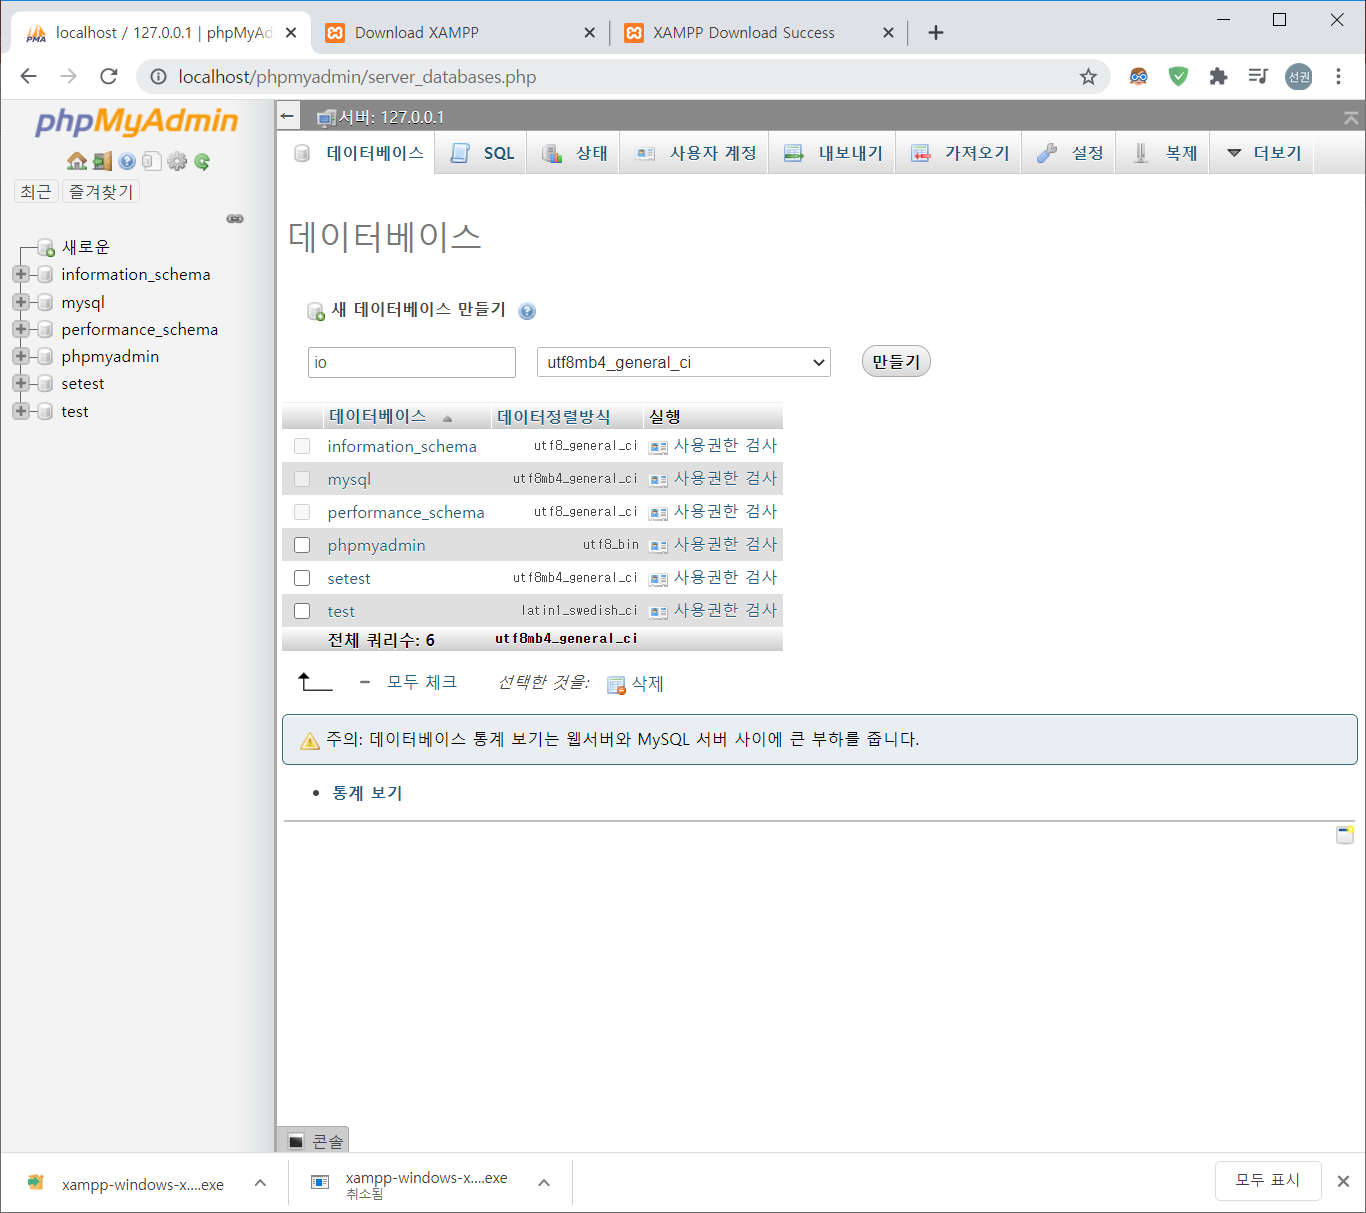 localhost / 127.0.0.1 | phpMyAd
Download XAMPP
XAMPP Download Success
localhost/phpmyadmin/server_databases.php
선권
phpMyAdmin
최근 즐겨찾기
새로운
information_schema
mysql
performance_schema
phpmyadmin
setest
test
서버: 127.0.0.1
데이터베이스 SQL 상태 사용자 계정 내보내기 가져오기 설정 복제 더보기
데이터베이스
새 데이터베이스 만들기
io utf8mb4_general_ci 만들기
데이터베이스 데이터정렬방식 실행
information_schema utf8_general_ci 사용권한 검사
mysql utf8mb4_general_ci 사용권한 검사
performance_schema utf8_general_ci 사용권한 검사
phpmyadmin utf8_bin 사용권한 검사
setest utf8mb4_general_ci 사용권한 검사
test latin1_swedish_ci 사용권한 검사
전체 쿼리수: 6 utf8mb4_general_ci
모두 체크 선택한 것을: 삭제
주의: 데이터베이스 통계 보기는 웹서버와 MySQL 서버 사이에 큰 부하를 줍니다.
통계 보기
콘솔
xampp-windows-x....exe
xampp-windows-x....exe
취소됨
모두 표시